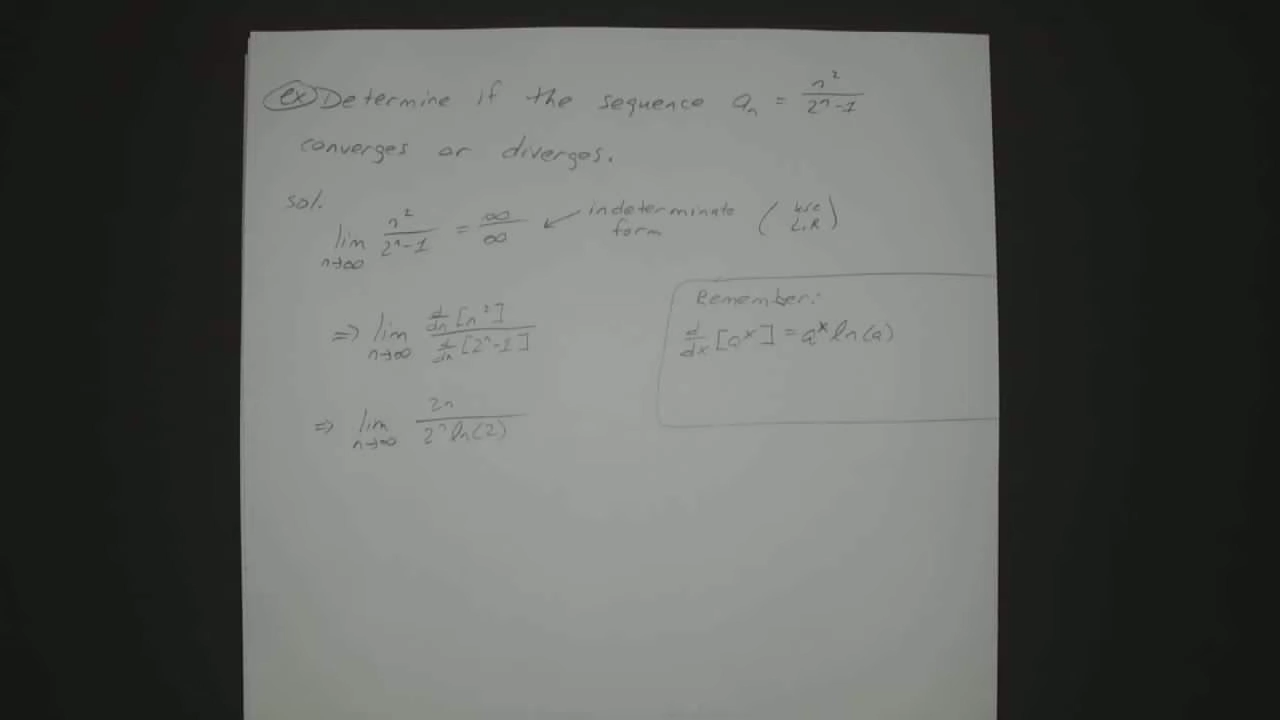 ex Determine if the sequence aₙ = n²/(2ⁿ-1)
converges or diverges.
sol.
lim n→∞ n²/(2ⁿ-1) = ∞/∞ ← indeterminate form (use L.R)
⇒ lim n→∞ d/dn[n²] / d/dn[2ⁿ-1]
Remember:
d/dx [aˣ] = aˣ ln(a)
⇒ lim n→∞ 2n / 2ⁿ ln(2)